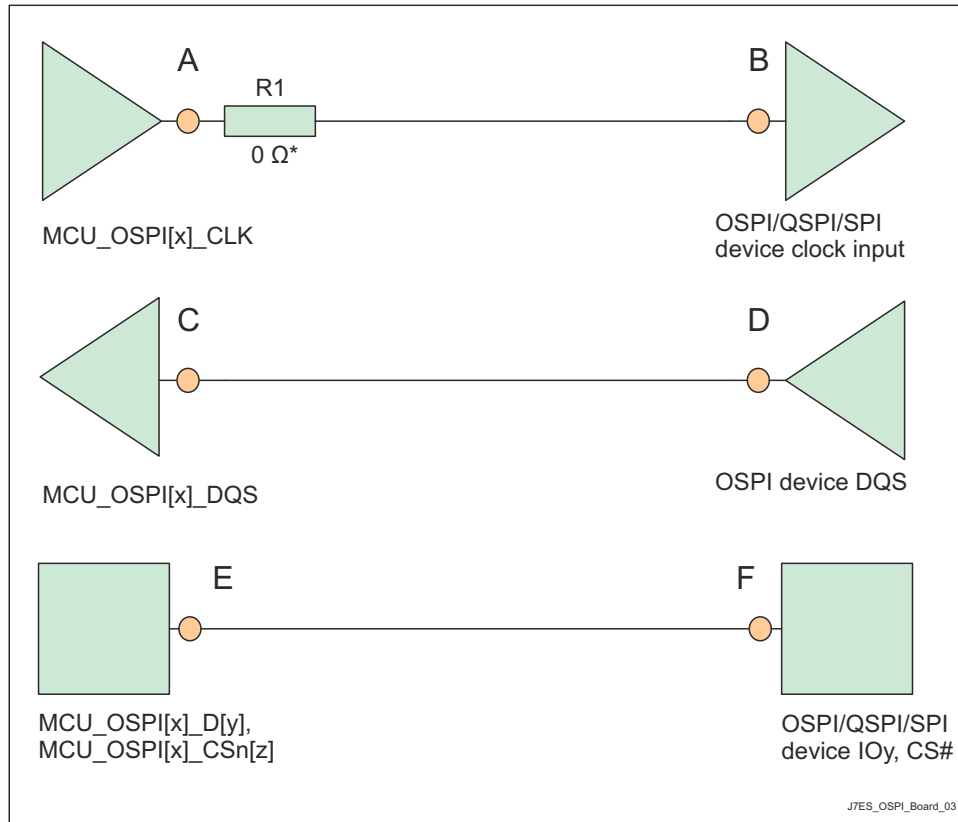 A
R1
B
0 Ω*
MCU_OSPI[x]_CLK
OSPI/QSPI/SPI
device clock input
C
D
MCU_OSPI[x]_DQS
OSPI device DQS
E
F
MCU_OSPI[x]_D[y],
MCU_OSPI[x]_CSn[z]
OSPI/QSPI/SPI
device IOy, CS#
J7ES_OSPI_Board_03